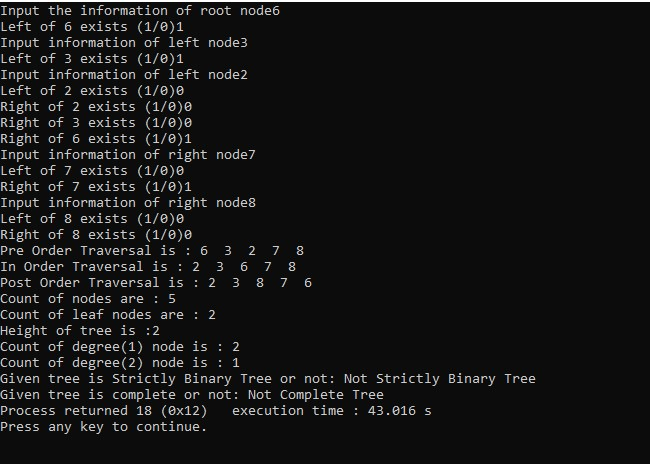 Input the information of root node6
Left of 6 exists (1/0)1
Input information of left node3
Left of 3 exists (1/0)1
Input information of left node2
Left of 2 exists (1/0)0
Right of 2 exists (1/0)0
Right of 3 exists (1/0)0
Right of 6 exists (1/0)1
Input information of right node7
Left of 7 exists (1/0)0
Right of 7 exists (1/0)1
Input information of right node8
Left of 8 exists (1/0)0
Right of 8 exists (1/0)0
Pre Order Traversal is : 6  3  2  7  8
In Order Traversal is : 2  3  6  7  8
Post Order Traversal is : 2  3  8  7  6
Count of nodes are : 5
Count of leaf nodes are : 2
Height of tree is :2
Count of degree(1) node is : 2
Count of degree(2) node is : 1
Given tree is Strictly Binary Tree or not: Not Strictly Binary Tree
Given tree is complete or not: Not Complete Tree
Process returned 18 (0x12)   execution time : 43.016 s
Press any key to continue.